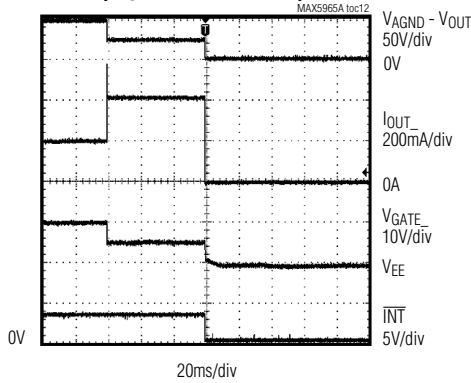 MAX5965A toc12
VAGND - VOUT
50V/div
0V
IOUT_
200mA/div
0A
VGATE_
10V/div
VEE
INT
0V
5V/div
20ms/div